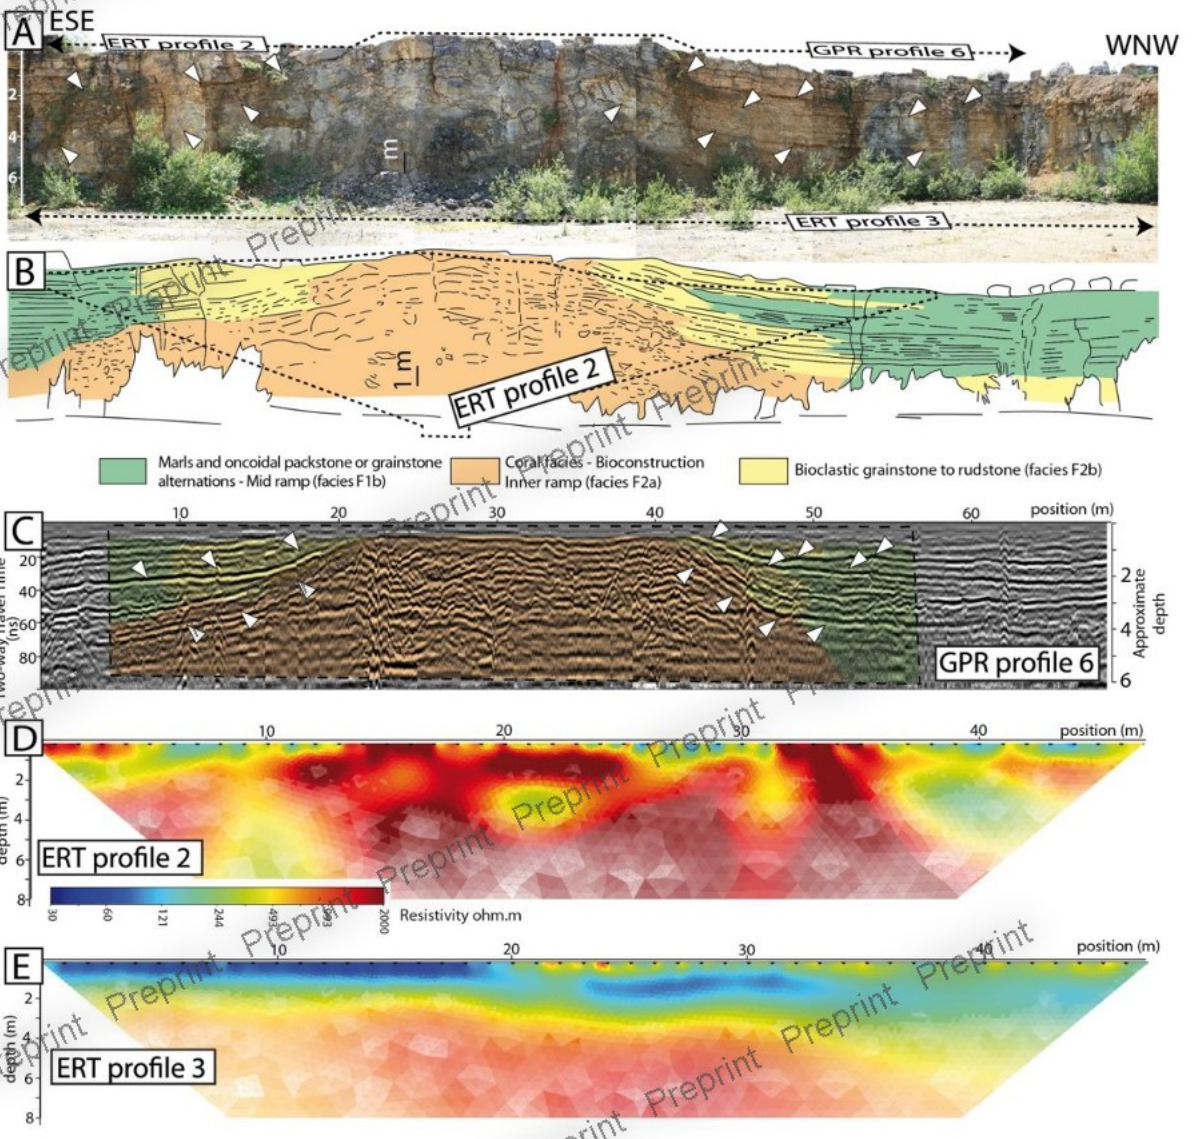 A
ESE
ERT profile 2
GPR profile 6
WNW
2
4
6
m
ERT profile 3
B
1 m
ERT profile 2
Marls and oncoidal packstone or grainstone
alternations - Mid ramp (facies F1b)
Coral facies - Bioconstruction
Inner ramp (facies F2a)
Bioclastic grainstone to rudstone (facies F2b)
C
10 20 30 40 50 60 position (m)
20
40
60
80
(ns)
2
4
6
Approximate
depth
GPR profile 6
D
10 20 30 40 position (m)
2
4
6
8
depth (m)
ERT profile 2
30 60 121 244 493 2000
Resistivity ohm.m
E
10 20 30 40 position (m)
2
4
6
8
depth (m)
ERT profile 3
Preprint Preprint Preprint Preprint